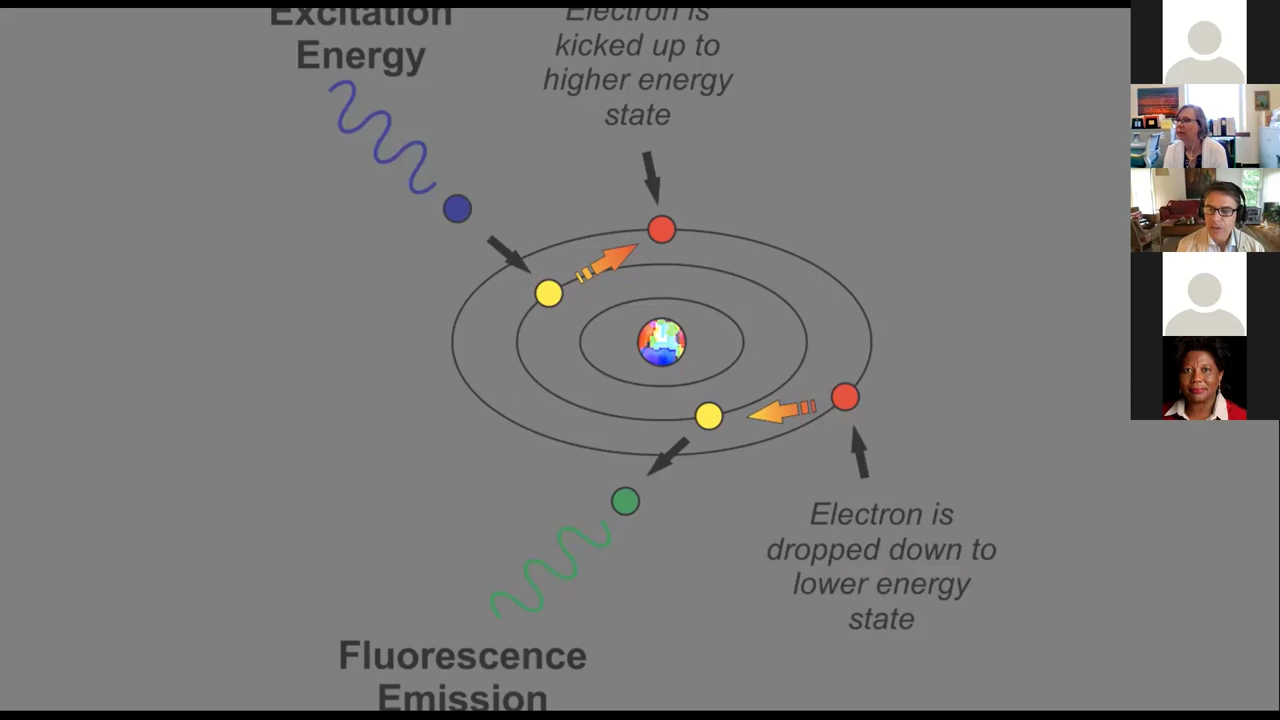 Excitation
Energy
Electron is
kicked up to
higher energy
state
Electron is
dropped down to
lower energy
state
Fluorescence
Emission